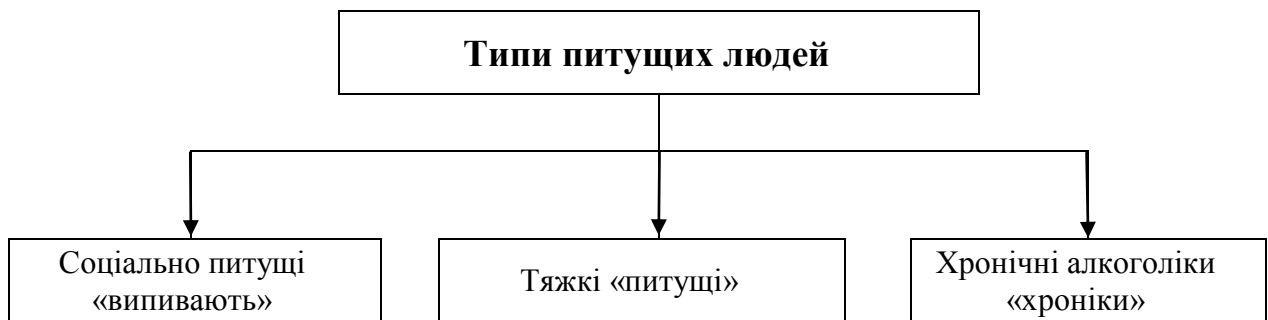 Типи питущих людей
Соціально питущі
«випивають»
Тяжкі «питущі»
Хронічні алкоголіки
«хроніки»